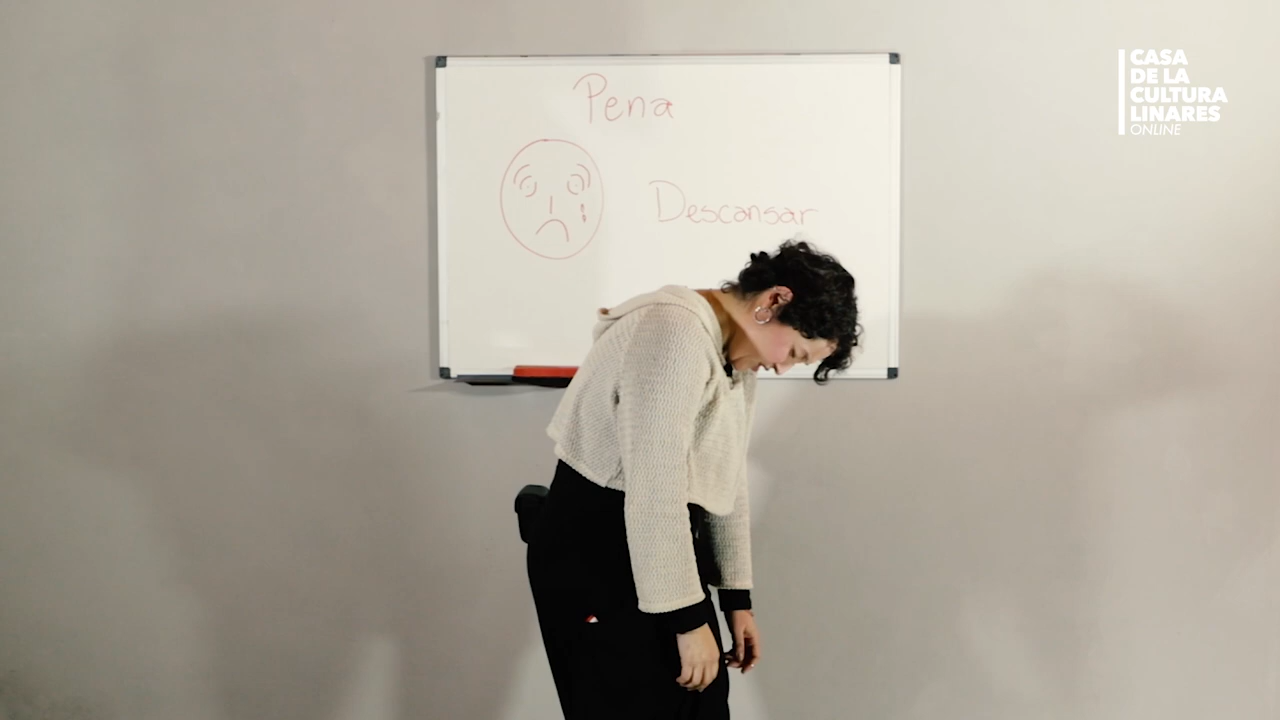 Pena
Descansar
CASA
DE LA
CULTURA
LINARES
ONLINE